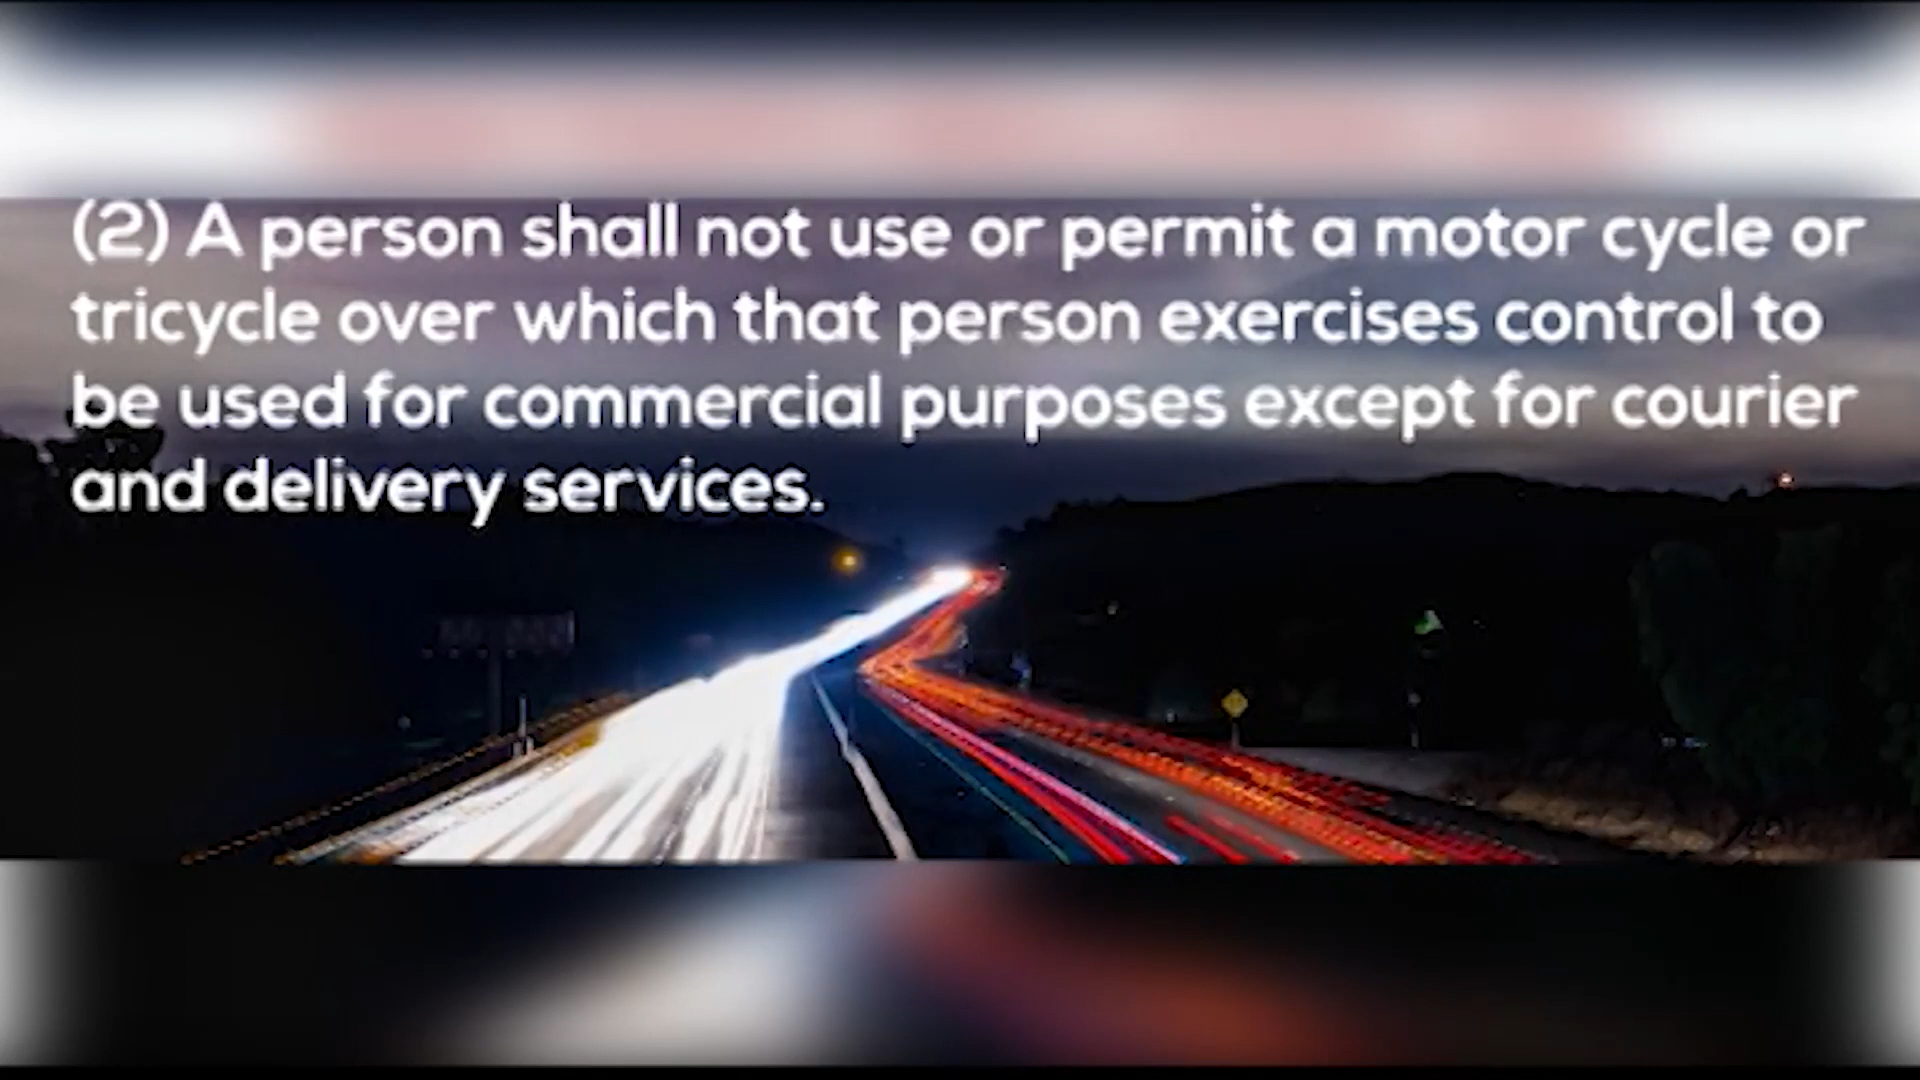 (2) A person shall not use or permit a motor cycle or
tricycle over which that person exercises control to
be used for commercial purposes except for courier
and delivery services.